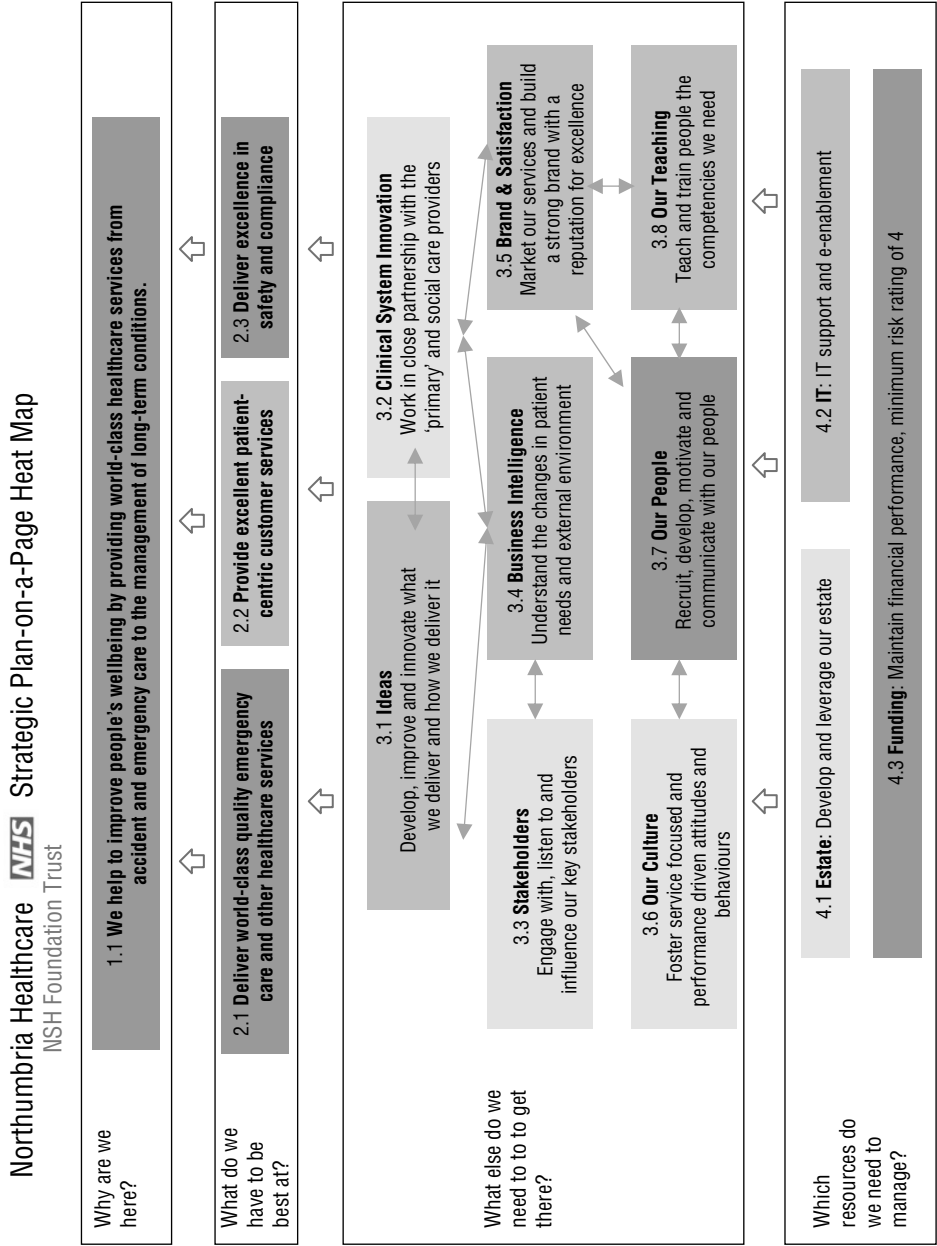 Northumbria Healthcare NHS Strategic Plan-on-a-Page Heat Map
NSH Foundation Trust
Why are we
here?
1.1 We help to improve people's wellbeing by providing world-class healthcare services from
accident and emergency care to the management of long-term conditions.
What do we
have to be
best at?
2.1 Deliver world-class quality emergency
care and other healthcare services
2.2 Provide excellent patient-
centric customer services
2.3 Deliver excellence in
safety and compliance
What else do we
need to to to get
there?
3.1 Ideas
Develop, improve and innovate what
we deliver and how we deliver it
3.2 Clinical System Innovation
Work in close partnership with the
‘primary’ and social care providers
3.3 Stakeholders
Engage with, listen to and
influence our key stakeholders
3.4 Business Intelligence
Understand the changes in patient
needs and external environment
3.5 Brand & Satisfaction
Market our services and build
a strong brand with a
reputation for excellence
3.6 Our Culture
Foster service focused and
performance driven attitudes and
behaviours
3.7 Our People
Recruit, develop, motivate and
communicate with our people
3.8 Our Teaching
Teach and train people the
competencies we need
Which
resources do
we need to
manage?
4.1 Estate: Develop and leverage our estate
4.2 IT: IT support and e-enablement
4.3 Funding: Maintain financial performance, minimum risk rating of 4